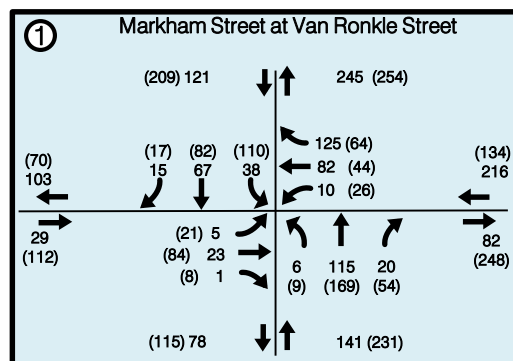 1 Markham Street at Van Ronkle Street
(209) 121 245 (254)
125 (64)
(17) (82) (110)
15 67 38
82 (44)
10 (26)
(70)
103
(134)
216
29
(112)
(21) 5
(84) 23
(8) 1
6 115 20
(9) (169) (54)
82
(248)
(115) 78 141 (231)